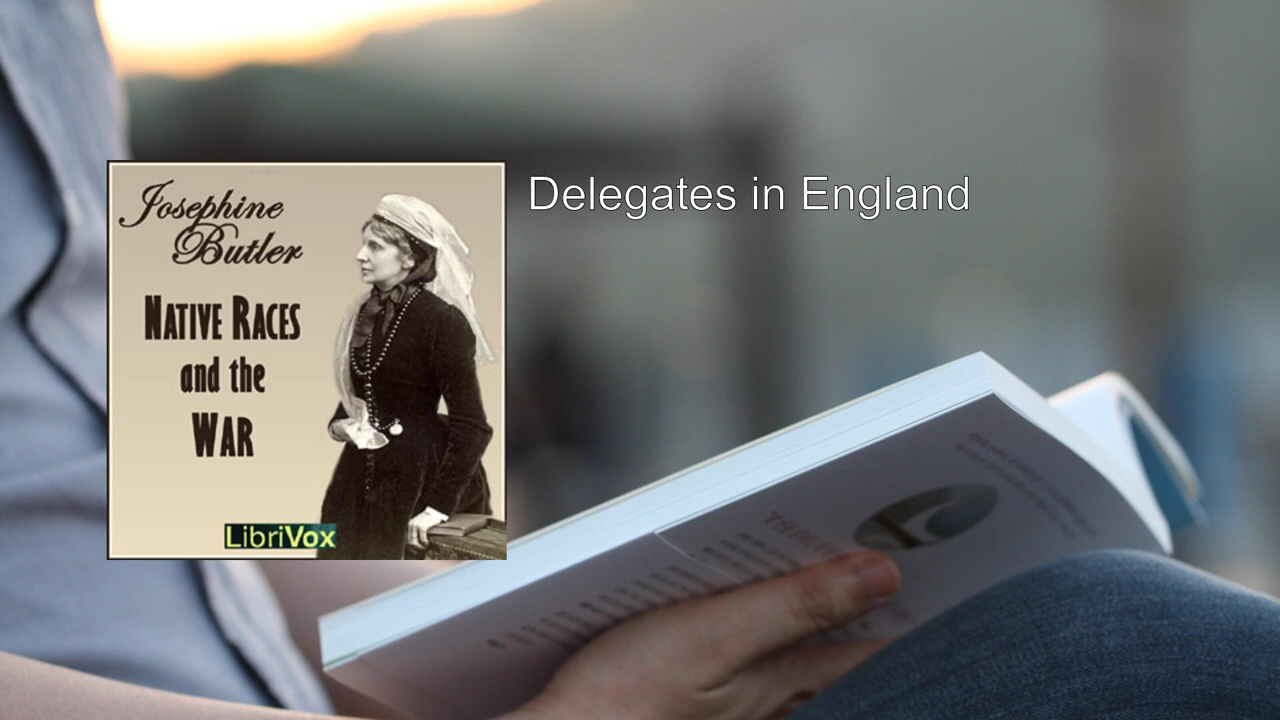 Josephine
Butler
NATIVE RACES
and the
WAR
LibriVox
Delegates in England